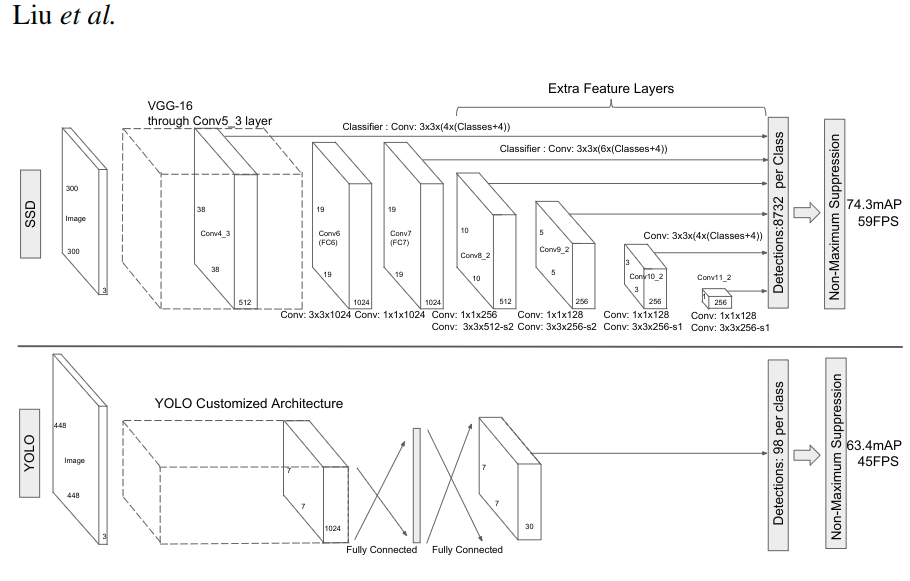 Liu et al.
Extra Feature Layers
VGG-16
through Conv5_3 layer
Classifier : Conv: 3x3x(4x(Classes+4))
Classifier : Conv: 3x3x(6x(Classes+4))
Conv: 3x3x(4x(Classes+4))
SSD
300
Image
300
3
38
Conv4_3
38
512
19
Conv6
(FC6)
19
1024
19
Conv7
(FC7)
19
1024
10
Conv8_2
10
512
5
Conv9_2
5
256
3
Conv10_2
3
256
Conv11_2
1
256
Conv: 3x3x1024
Conv: 1x1x1024
Conv: 1x1x256
Conv: 3x3x512-s2
Conv: 1x1x128
Conv: 3x3x256-s2
Conv: 1x1x128
Conv: 3x3x256-s1
Conv: 1x1x128
Conv: 3x3x256-s1
Detections:8732 per Class
Non-Maximum Suppression
74.3mAP
59FPS
YOLO
448
Image
448
3
YOLO Customized Architecture
7
7
1024
Fully Connected
Fully Connected
7
7
30
Detections: 98 per class
Non-Maximum Suppression
63.4mAP
45FPS